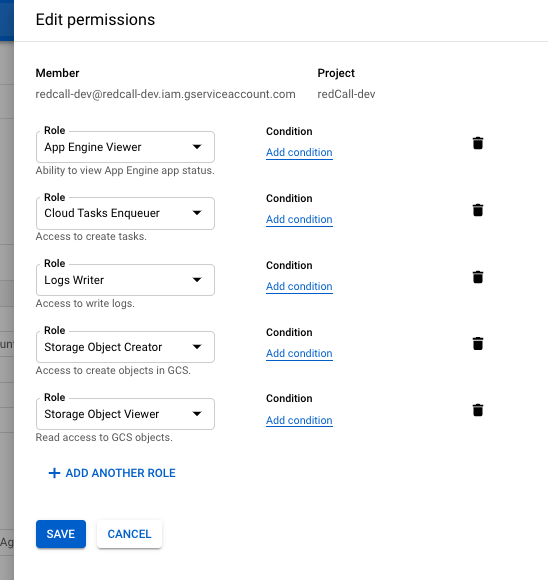 Edit permissions
Member Project
redcall-dev@redcall-dev.iam.gserviceaccount.com redCall-dev
Role Condition
App Engine Viewer Add condition
Ability to view App Engine app status.
Role Condition
Cloud Tasks Enqueuer Add condition
Access to create tasks.
Role Condition
Logs Writer Add condition
Access to write logs.
Role Condition
unt Storage Object Creator Add condition
Access to create objects in GCS.
Role Condition
Storage Object Viewer Add condition
Read access to GCS objects.
+ ADD ANOTHER ROLE
SAVE CANCEL
Ag